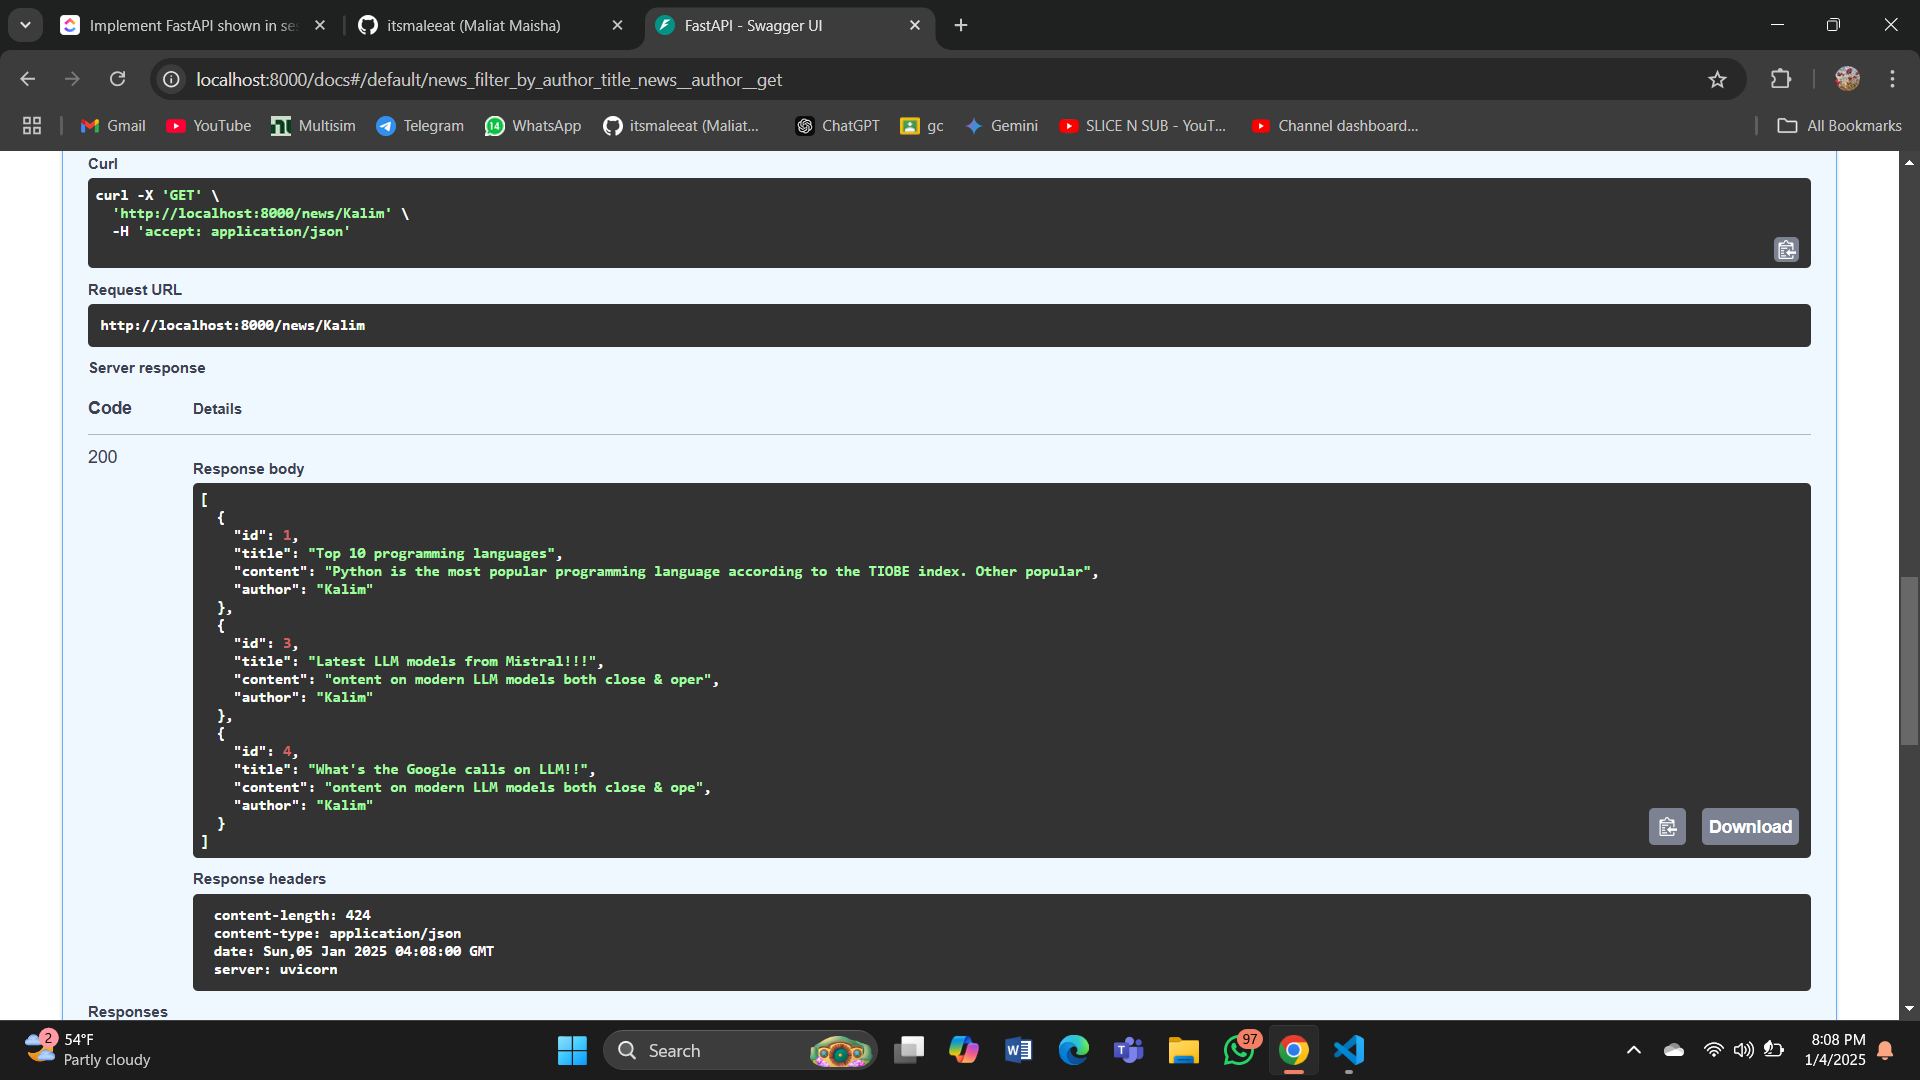 Implement FastAPI shown in ses
itsmaleeat (Maliat Maisha)
FastAPI - Swagger UI
localhost:8000/docs#/default/news_filter_by_author_title_news__author__get
Gmail
YouTube
Multisim
Telegram
14
WhatsApp
itsmaleeat (Maliat...
ChatGPT
gc
Gemini
SLICE N SUB - YouT...
Channel dashboard...
All Bookmarks
Curl
curl -X 'GET' \
'http://localhost:8000/news/Kalim' \
-H 'accept: application/json'
Request URL
http://localhost:8000/news/Kalim
Server response
Code
Details
200
Response body
[
{
"id": 1,
"title": "Top 10 programming languages",
"content": "Python is the most popular programming language according to the TIOBE index. Other popular",
"author": "Kalim"
},
{
"id": 3,
"title": "Latest LLM models from Mistral!!!",
"content": "ontent on modern LLM models both close & oper",
"author": "Kalim"
},
{
"id": 4,
"title": "What's the Google calls on LLM!!",
"content": "ontent on modern LLM models both close & ope",
"author": "Kalim"
}
]
Download
Response headers
content-length: 424
content-type: application/json
date: Sun,05 Jan 2025 04:08:00 GMT
server: uvicorn
Responses
2
54°F
Partly cloudy
Search
97
8:08 PM
1/4/2025